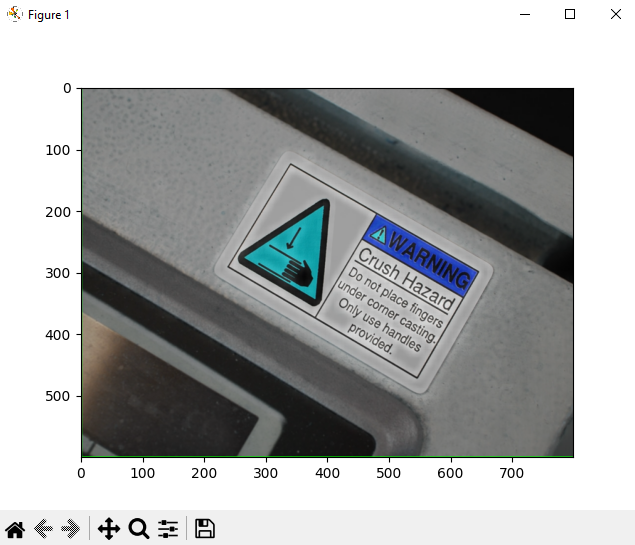 Figure 1
0
100
200
300
400
500
0 100 200 300 400 500 600 700
WARNING
Crush Hazard
Do not place fingers
under corner casting.
Only use handles
provided.